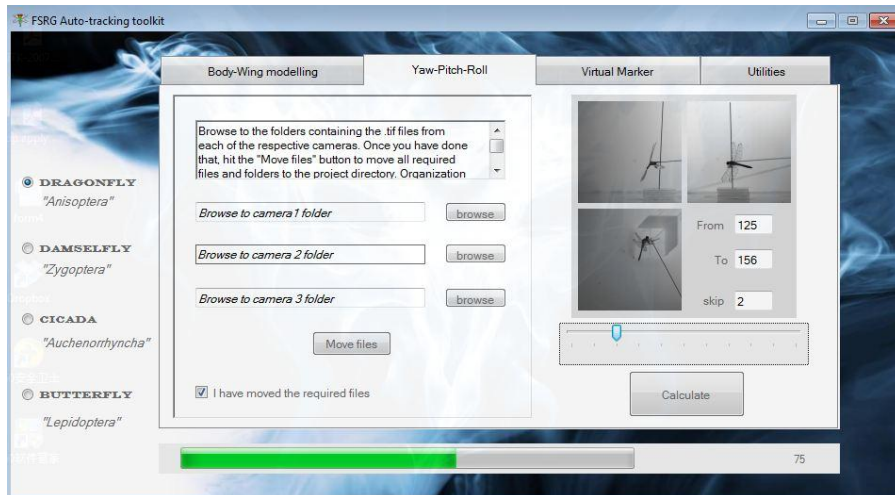 FSRG Auto-tracking toolkit
Body-Wing modelling
Yaw-Pitch-Roll
Virtual Marker
Utilities
Browse to the folders containing the .tif files from
each of the respective cameras. Once you have done
that, hit the "Move files" button to move all required
files and folders to the project directory. Organization
DRAGONFLY
"Anisoptera"
DAMSELFLY
"Zygoptera"
CICADA
"Auchenorrhyncha"
BUTTERFLY
"Lepidoptera"
Browse to camera1 folder
browse
Browse to camera 2 folder
browse
Browse to camera 3 folder
browse
Move files
I have moved the required files
From 125
To 156
skip 2
Calculate
75